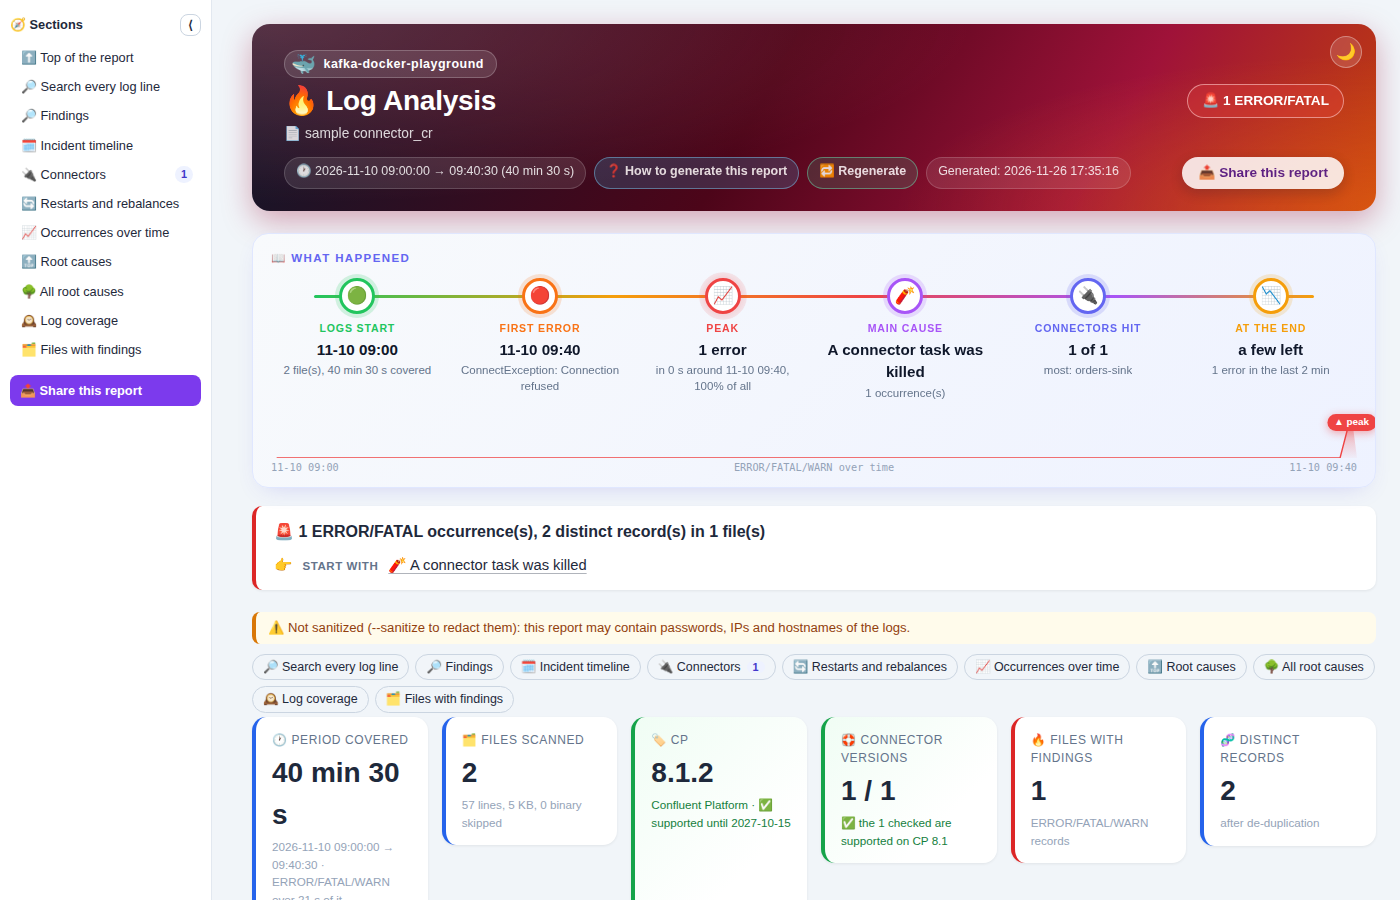 Sections
Top of the report
Search every log line
Findings
Incident timeline
Connectors 1
Restarts and rebalances
Occurrences over time
Root causes
All root causes
Log coverage
Files with findings
Share this report
kafka-docker-playground
Log Analysis
sample connector_cr
1 ERROR/FATAL
2026-11-10 09:00:00 → 09:40:30 (40 min 30 s)
How to generate this report
Regenerate
Generated: 2026-11-26 17:35:16
Share this report
WHAT HAPPENED
LOGS START
11-10 09:00
2 file(s), 40 min 30 s covered
FIRST ERROR
11-10 09:40
ConnectException: Connection
refused
PEAK
1 error
in 0 s around 11-10 09:40,
100% of all
MAIN CAUSE
A connector task was
killed
1 occurrence(s)
CONNECTORS HIT
1 of 1
most: orders-sink
AT THE END
a few left
1 error in the last 2 min
▲ peak
11-10 09:00
ERROR/FATAL/WARN over time
11-10 09:40
1 ERROR/FATAL occurrence(s), 2 distinct record(s) in 1 file(s)
START WITH A connector task was killed
Not sanitized (--sanitize to redact them): this report may contain passwords, IPs and hostnames of the logs.
Search every log line
Findings
Incident timeline
Connectors 1
Restarts and rebalances
Occurrences over time
Root causes
All root causes
Log coverage
Files with findings
PERIOD COVERED
40 min 30
s
2026-11-10 09:00:00 →
09:40:30 ·
ERROR/FATAL/WARN
over 21 s of it
FILES SCANNED
2
57 lines, 5 KB, 0 binary
skipped
CP
8.1.2
Confluent Platform · ✅
supported until 2027-10-15
CONNECTOR
VERSIONS
1 / 1
✅ the 1 checked are
supported on CP 8.1
FILES WITH
FINDINGS
1
ERROR/FATAL/WARN
records
DISTINCT
RECORDS
2
after de-duplication